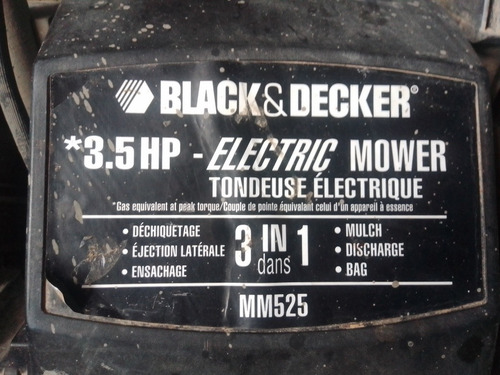 BLACK&DECKER®
*3.5 HP - ELECTRIC MOWER
TONDEUSE ÉLECTRIQUE
*Gas equivalent at peak torque/Couple de pointe équivalant celui d'un apareil à essence
• DÉCHIQUETAGE
• ÉJECTION LATÉRALE
• ENSACHAGE
3 IN 1
dans
• MULCH
• DISCHARGE
• BAG
MM525